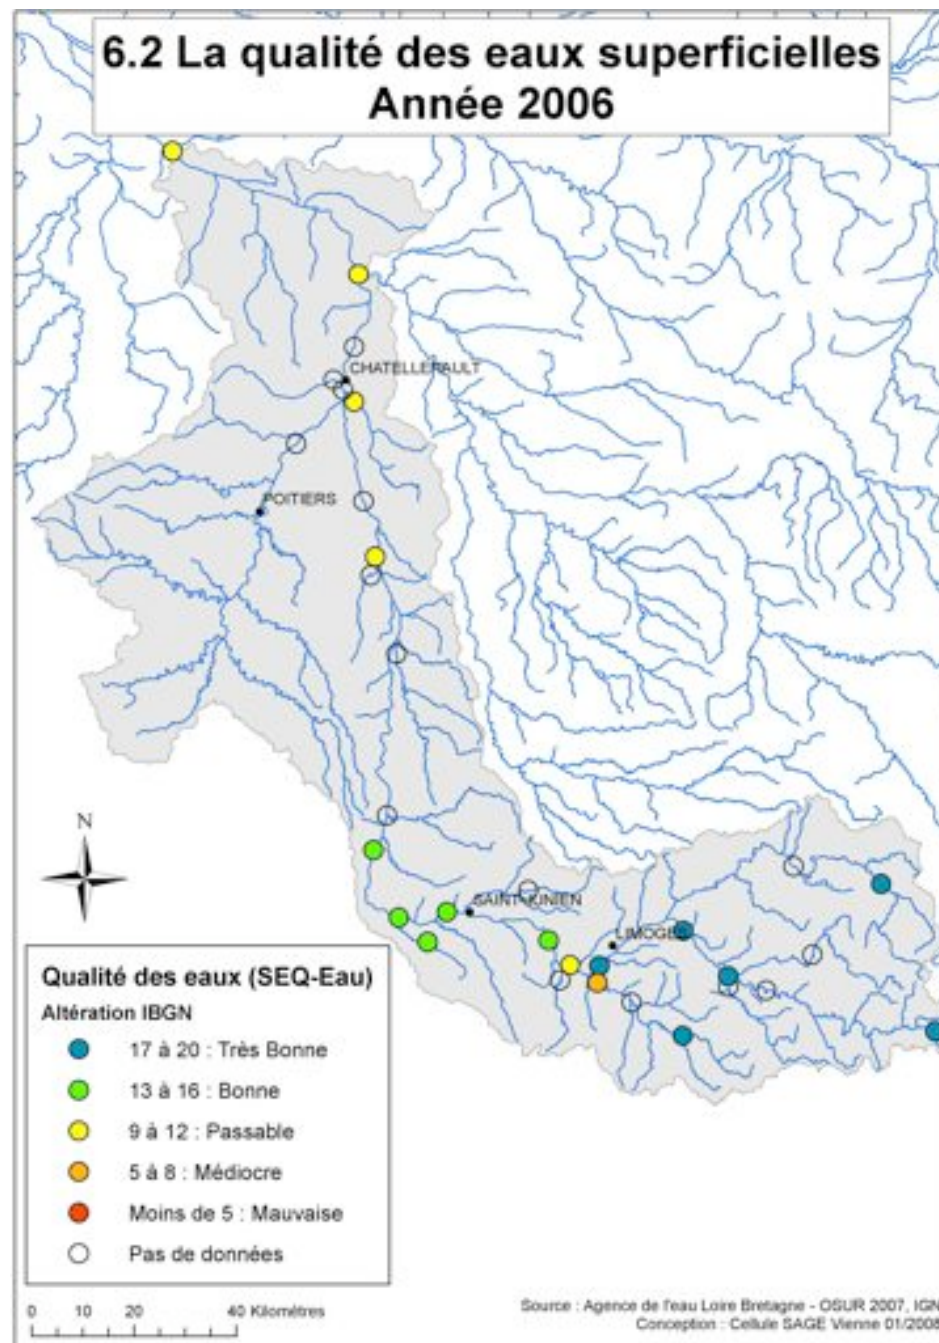 6.2 La qualité des eaux superficielles
Année 2006
CHATELLERAULT
POITIERS
N
SAINT-KINIEN
LIMOGES
Qualité des eaux (SEQ-Eau)
Altération IBGN
17 à 20 : Très Bonne
13 à 16 : Bonne
9 à 12 : Passable
5 à 8 : Médiocre
Moins de 5 : Mauvaise
Pas de données
0 10 20 40 Kilomètres
Source : Agence de l'eau Loire Bretagne - OSUR 2007, IGN
Conception : Cellule SAGE Vienne 01/2008